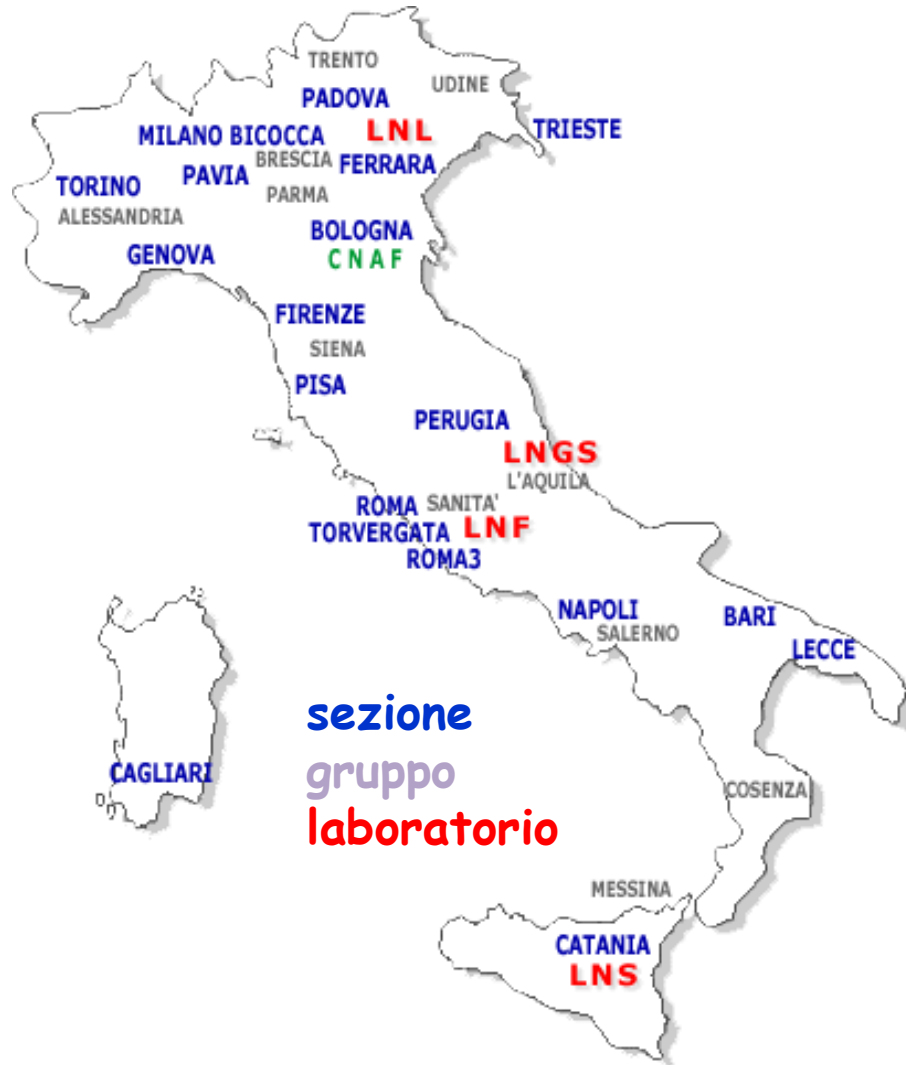 TRENTO
UDINE
PADOVA
LNL
TRIESTE
MILANO BICOCCA
BRESCIA
FERRARA
PAVIA
TORINO
PARMA
ALESSANDRIA
BOLOGNA
GENOVA
CNAF
FIRENZE
SIENA
PISA
PERUGIA
LNGS
L'AQUILA
ROMA
SANITA'
TORVERGATA
LNF
ROMA3
NAPOLI
BARI
SALERNO
LECCE
sezione
CAGLIARI
gruppo
COSENZA
laboratorio
MESSINA
CATANIA
LNS